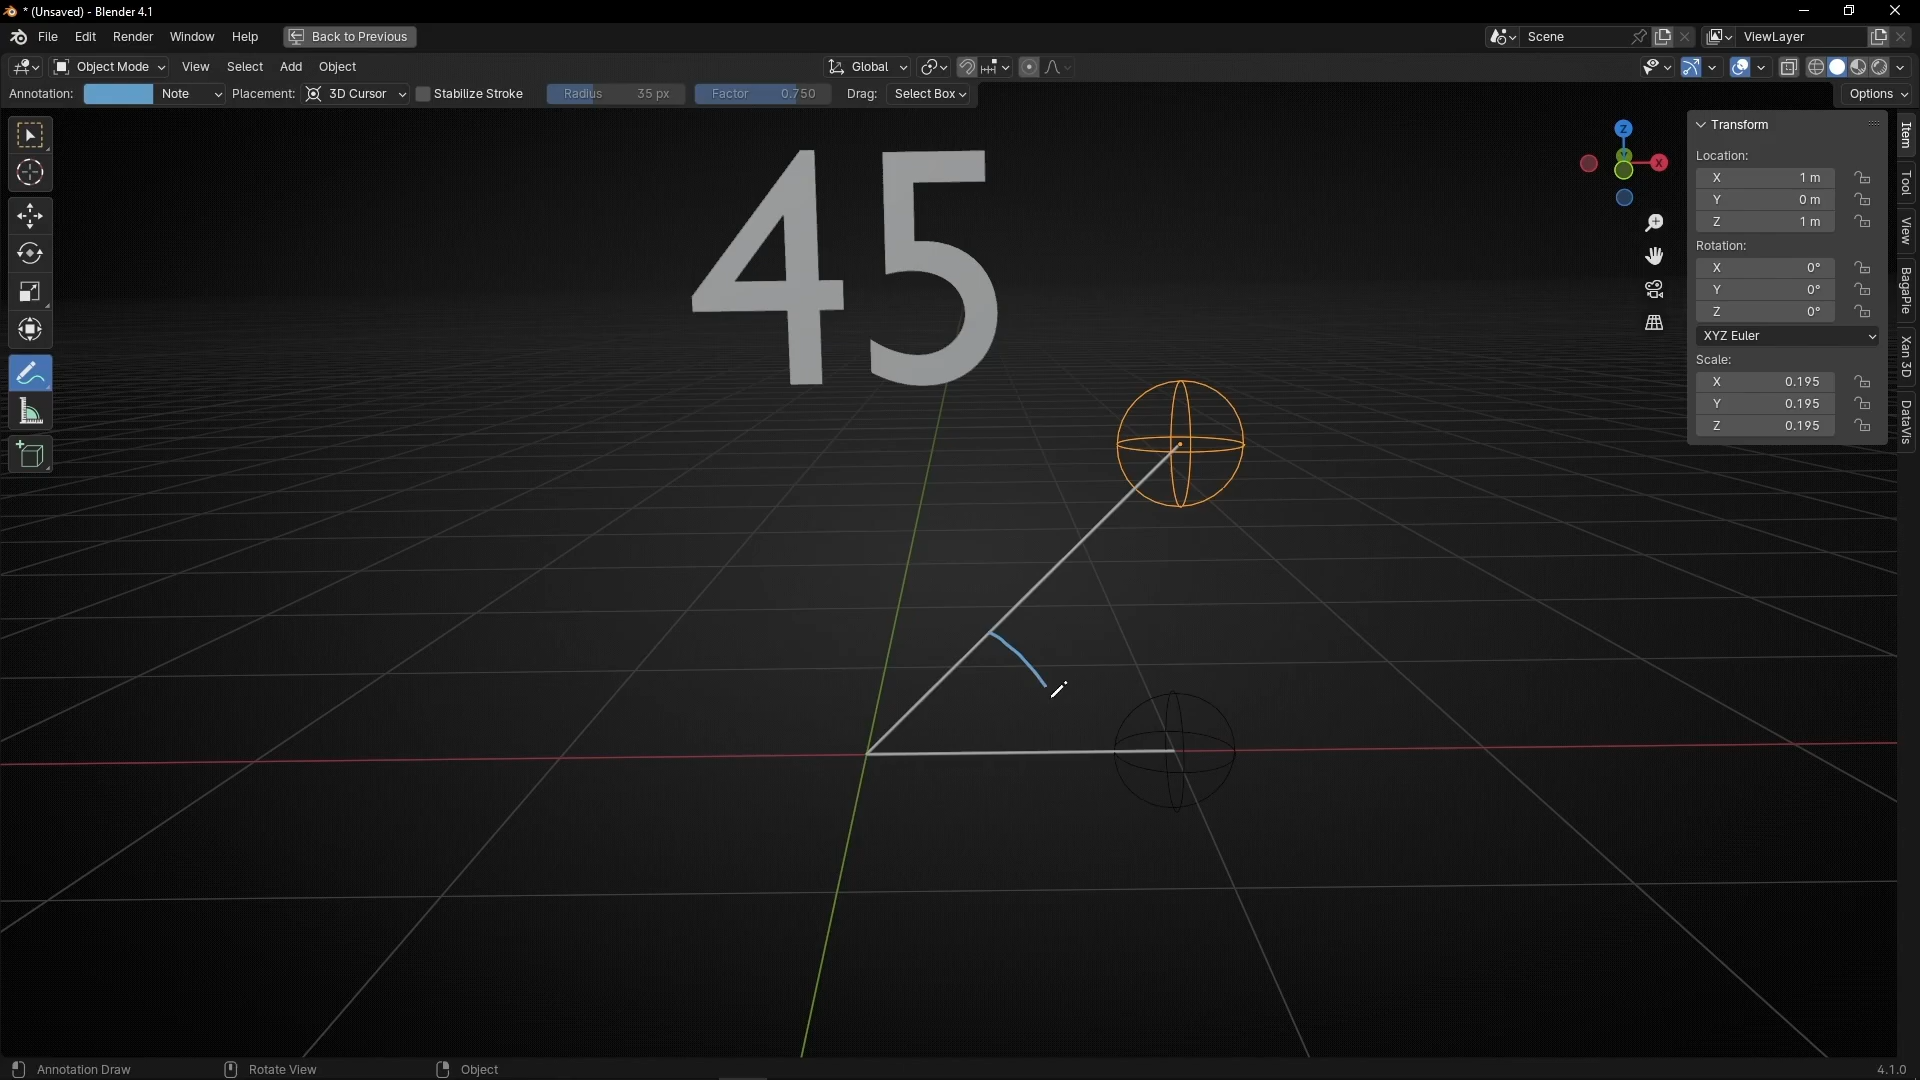 * (Unsaved) - Blender 4.1
File Edit Render Window Help Back to Previous Scene ViewLayer
Object Mode View Select Add Object Global
Annotation: Note Placement: 3D Cursor Stabilize Stroke Radius 35 px Factor 0.750 Drag: Select Box Options
45
Z
X
Transform
Location:
X 1 m
Y 0 m
Z 1 m
Rotation:
X 0°
Y 0°
Z 0°
XYZ Euler
Scale:
X 0.195
Y 0.195
Z 0.195
Item
Tool
View
BagaPie
Xan 3D
DataVis
Annotation Draw Rotate View Object 4.1.0